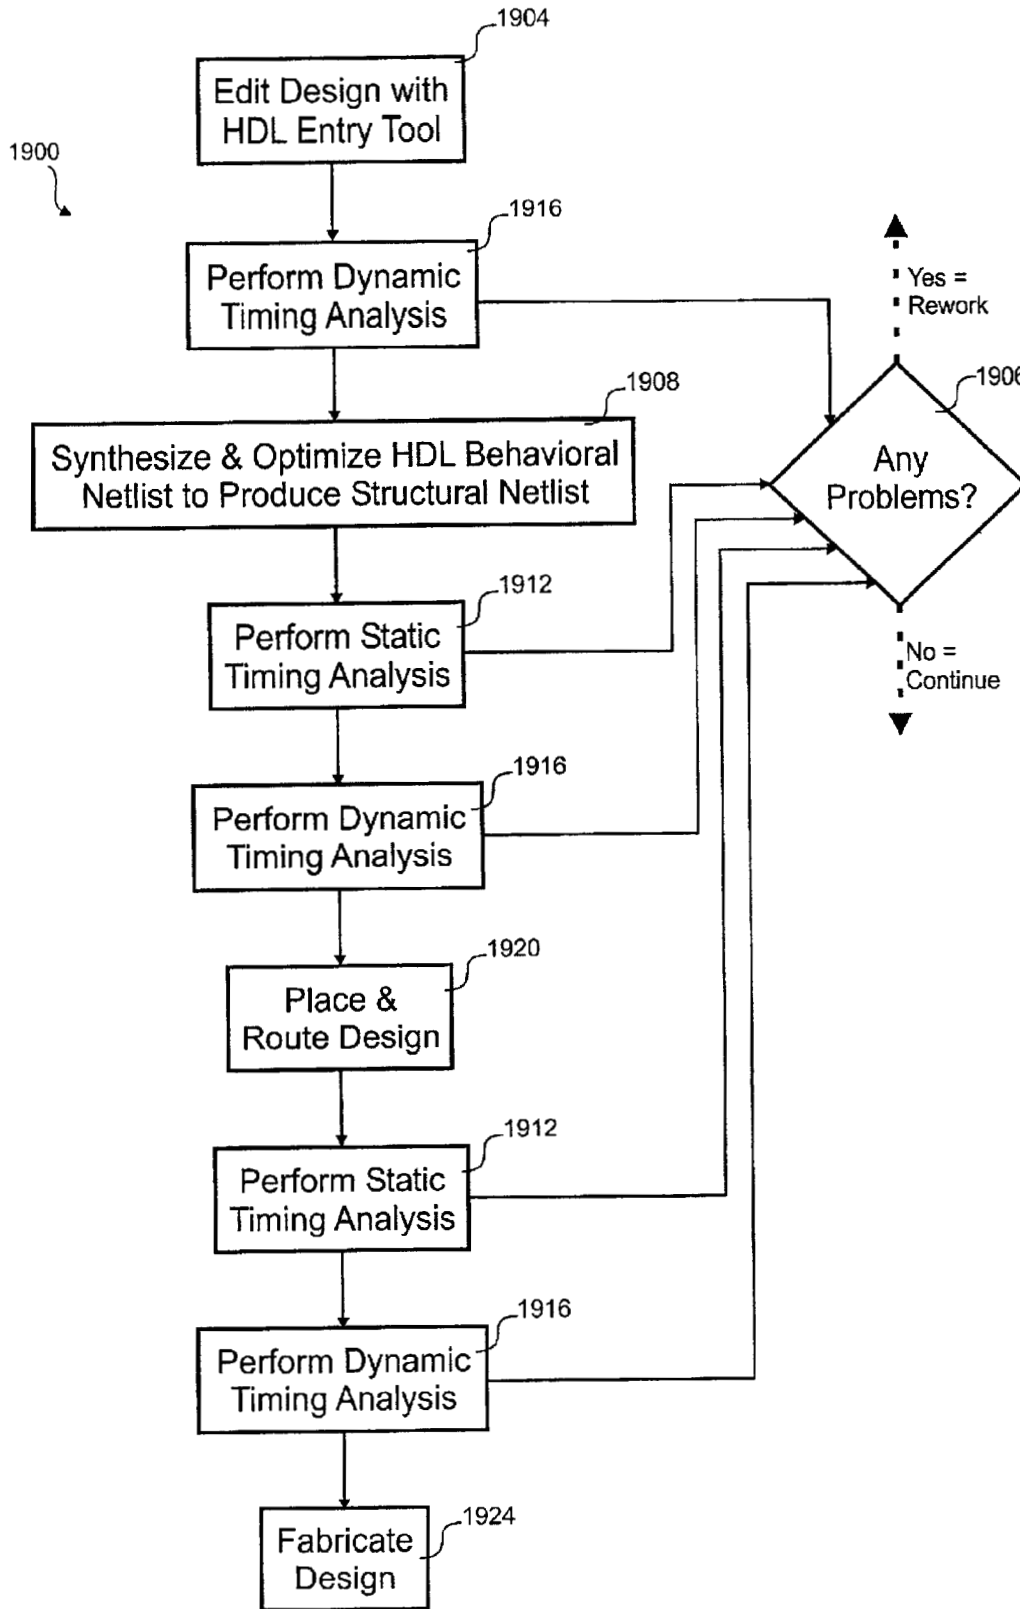 1904
Edit Design with
HDL Entry Tool
1900
1916
Perform Dynamic
Timing Analysis
Yes =
Rework
1908
1906
Synthesize & Optimize HDL Behavioral
Netlist to Produce Structural Netlist
Any
Problems?
1912
Perform Static
Timing Analysis
No =
Continue
1916
Perform Dynamic
Timing Analysis
1920
Place &
Route Design
1912
Perform Static
Timing Analysis
1916
Perform Dynamic
Timing Analysis
1924
Fabricate
Design